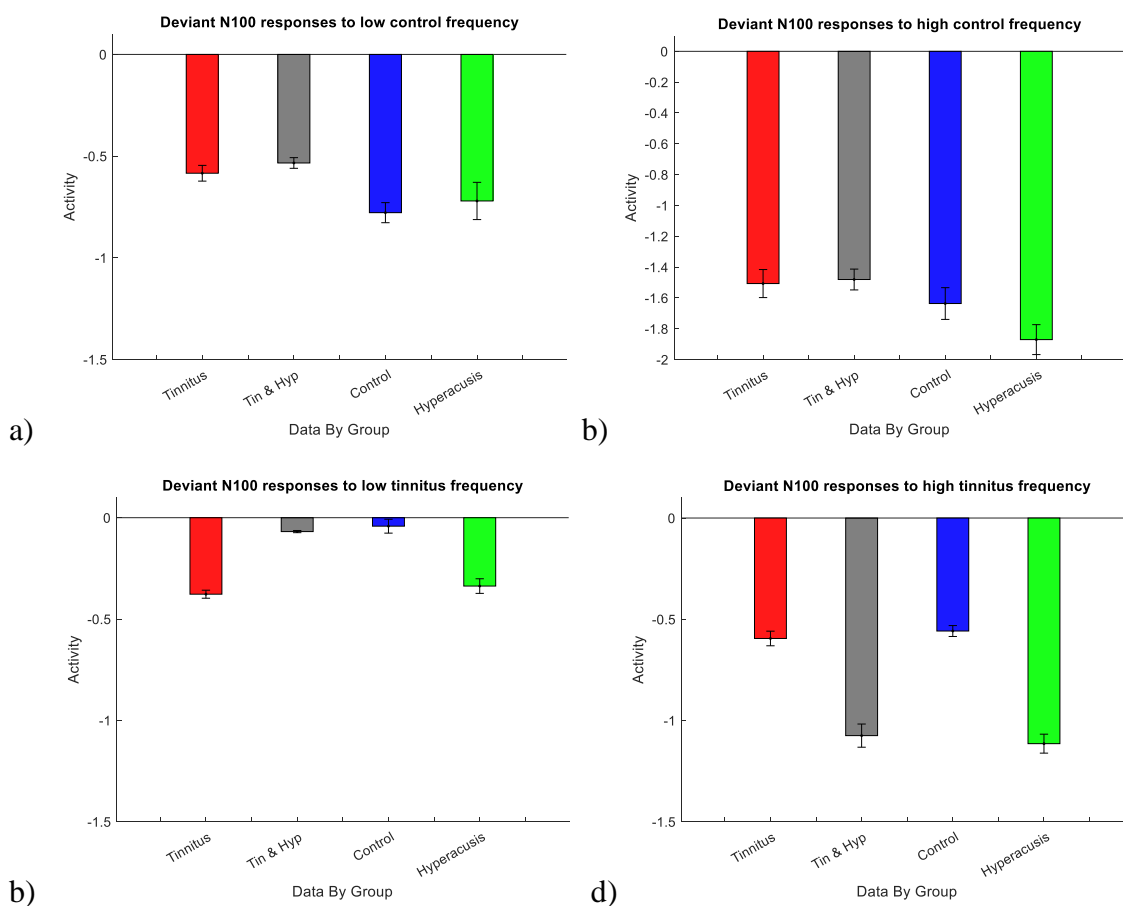 Deviant N100 responses to low control frequency
0
-0.5
-1
-1.5
Activity
Tinnitus
Tin & Hyp
Control
Hyperacusis
Data By Group
a)
Deviant N100 responses to high control frequency
0
-0.2
-0.4
-0.6
-0.8
-1
-1.2
-1.4
-1.6
-1.8
-2
Activity
Tinnitus
Tin & Hyp
Control
Hyperacusis
Data By Group
b)
Deviant N100 responses to low tinnitus frequency
0
-0.5
-1
-1.5
Activity
Tinnitus
Tin & Hyp
Control
Hyperacusis
Data By Group
b)
Deviant N100 responses to high tinnitus frequency
0
-0.5
-1
-1.5
Activity
Tinnitus
Tin & Hyp
Control
Hyperacusis
Data By Group
d)